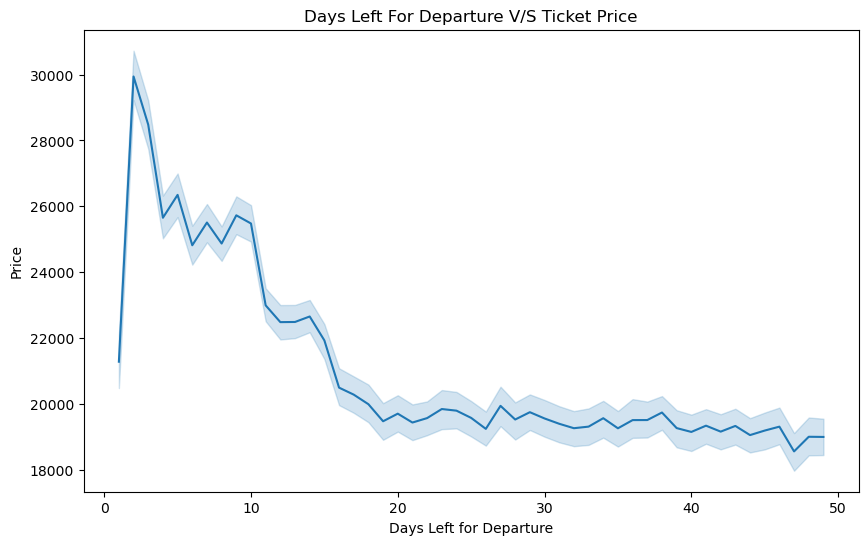 Days Left For Departure V/S Ticket Price
Price
30000
28000
26000
24000
22000
20000
18000
0 10 20 30 40 50
Days Left for Departure